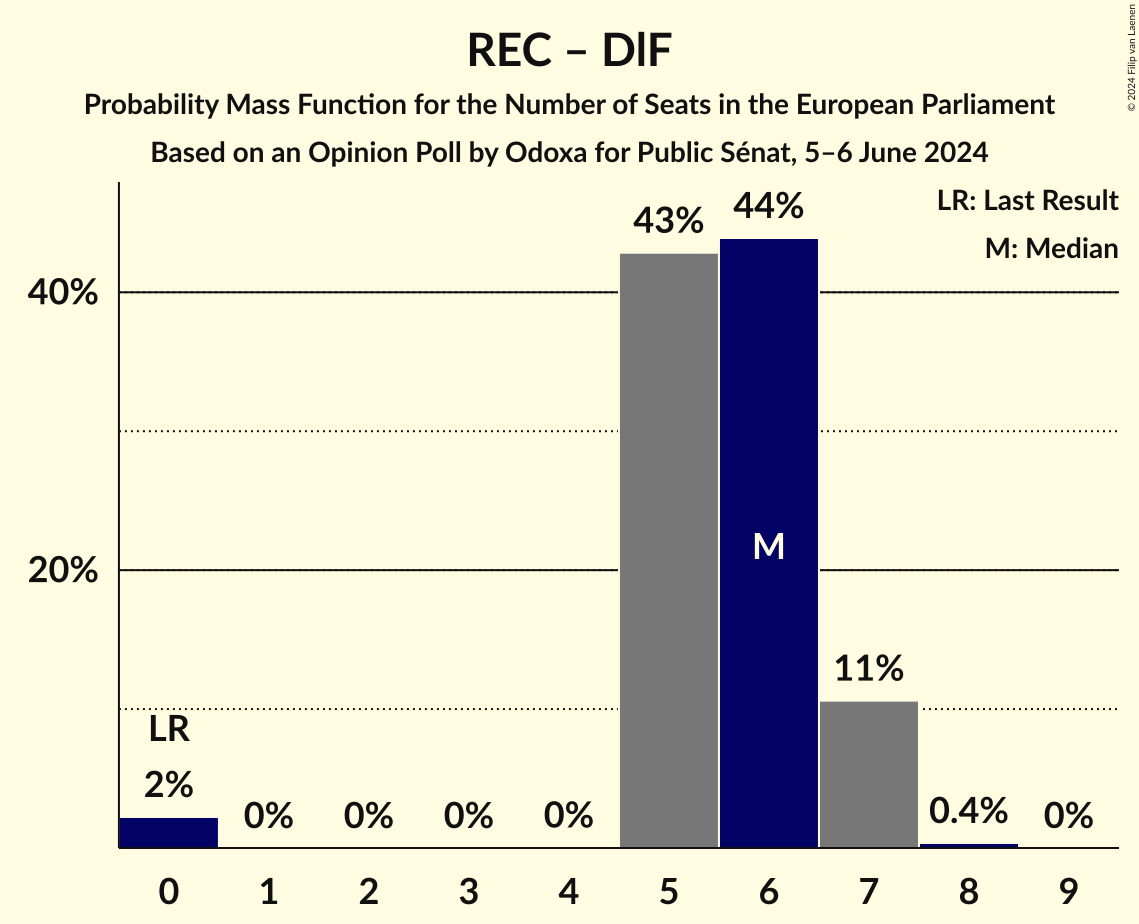 REC – DlF
Probability Mass Function for the Number of Seats in the European Parliament
Based on an Opinion Poll by Odoxa for Public Sénat, 5–6 June 2024
© 2024 Filip van Laenen
LR: Last Result
M: Median
40%
20%
LR
2%
0%
0%
0%
0%
43%
44%
M
11%
0.4%
0%
0 1 2 3 4 5 6 7 8 9